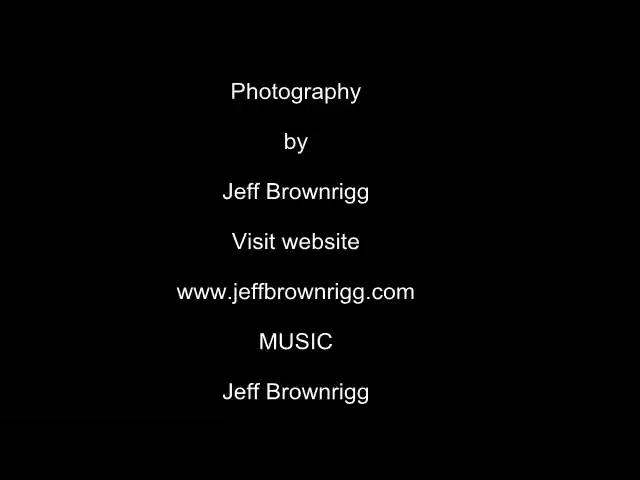 Photography
by
Jeff Brownrigg
Visit website
www.jeffbrownrigg.com
MUSIC
Jeff Brownrigg